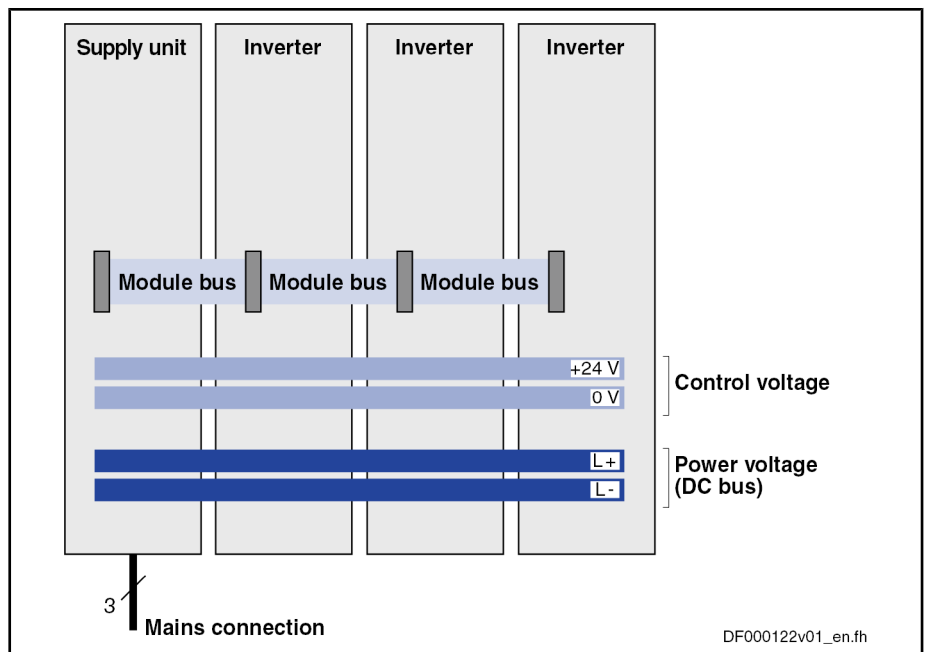 Supply unit
Inverter
Inverter
Inverter
Module bus
Module bus
Module bus
+24 V
0 V
Control voltage
L+
L-
Power voltage
(DC bus)
3
Mains connection
DF000122v01_en.fh